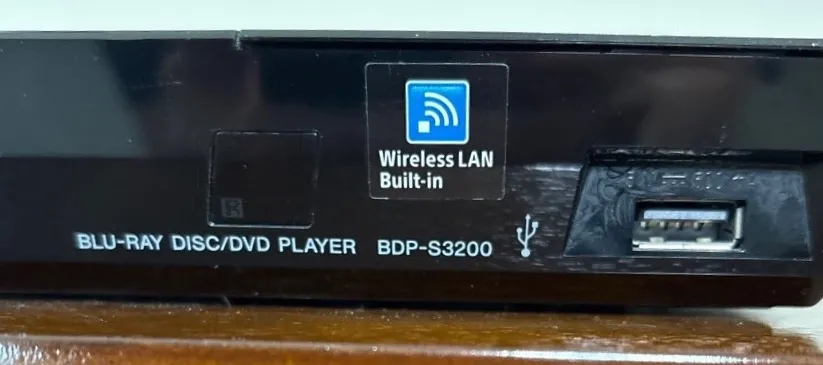 Wireless LAN
Built-in
BLU-RAY DISC/DVD PLAYER BDP-S3200